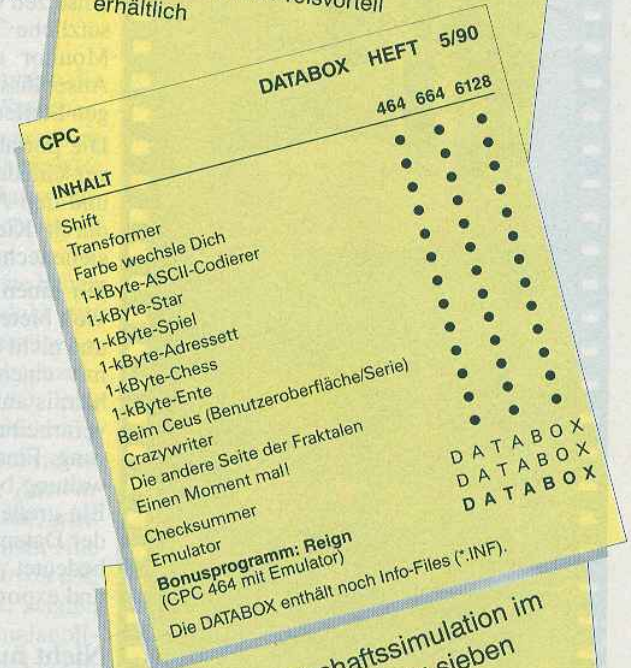 erhältlich
DATABOX HEFT 5/90
CPC
464 664 6128
INHALT
Shift
Transformer
Farbe wechsle Dich
1-kByte-ASCII-Codierer
1-kByte-Star
1-kByte-Spiel
1-kByte-Adressett
1-kByte-Chess
1-kByte-Ente
Beim Ceus (Benutzeroberfläche/Serie)
Crazywriter
Die andere Seite der Fraktalen
Einen Moment mal!
Checksummer DATABOX
Emulator DATABOX
Bonusprogramm: Reign DATABOX
(CPC 464 mit Emulator)
Die DATABOX enthält noch Info-Files (*.INF).
haftssimulation im
sieben